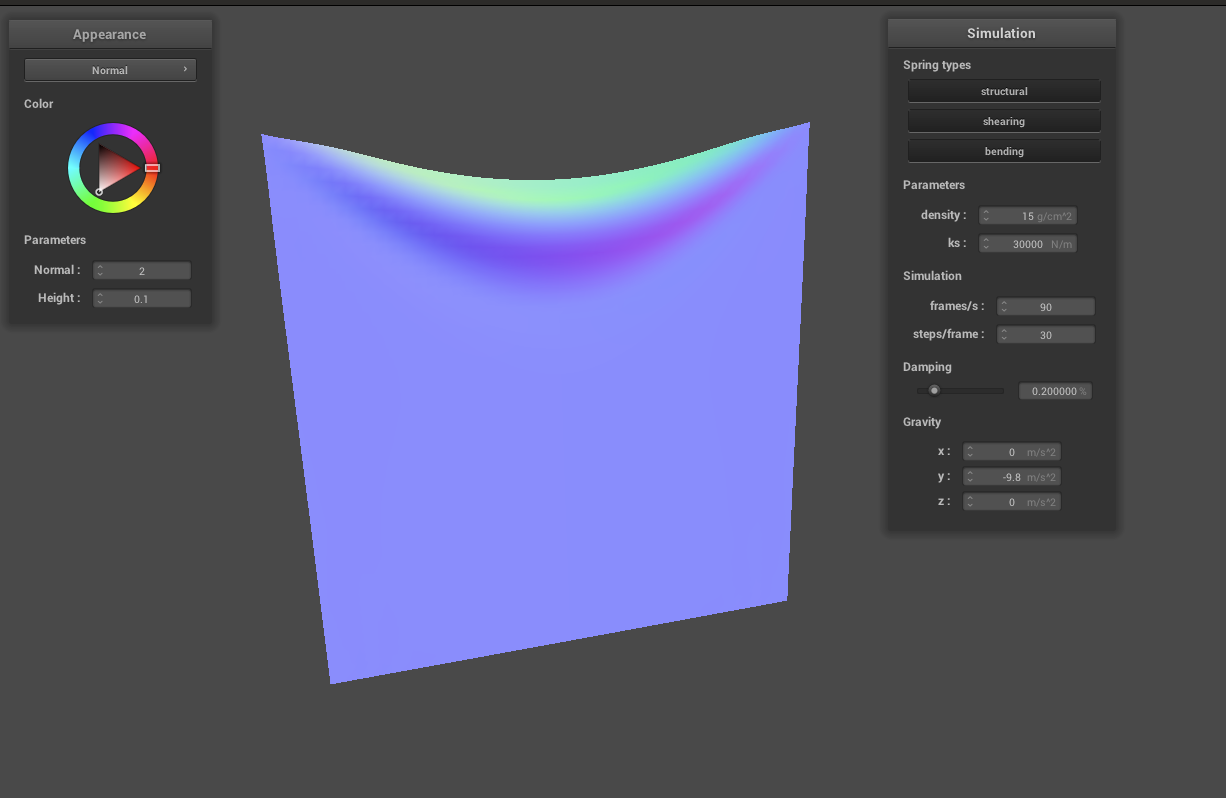 Appearance
Normal
Color
Parameters
Normal : 2
Height : 0.1
Simulation
Spring types
structural
shearing
bending
Parameters
density : 15 g/cm^2
ks : 30000 N/m
Simulation
frames/s : 90
steps/frame : 30
Damping
0.200000 %
Gravity
x : 0 m/s^2
y : -9.8 m/s^2
z : 0 m/s^2